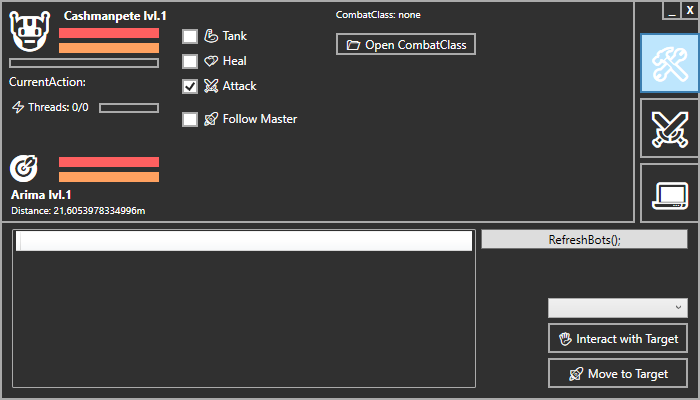 Cashmanpete lvl.1
CurrentAction:
Threads: 0/0
Arima lvl.1
Distance: 21,6053978334996m
Tank
Heal
Attack
Follow Master
CombatClass: none
Open CombatClass
_ X
RefreshBots();
Interact with Target
Move to Target